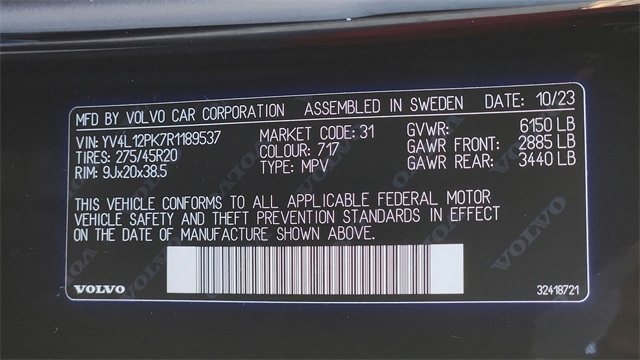 MFD BY VOLVO CAR CORPORATION ASSEMBLED IN SWEDEN DATE: 10/23
VIN: YV4L12PK7R1189537 MARKET CODE: 31 GVWR: 6150 LB
TIRES: 275/45R20 COLOUR: 717 GAWR FRONT: 2885 LB
RIM: 9Jx20x38.5 TYPE: MPV GAWR REAR: 3440 LB
THIS VEHICLE CONFORMS TO ALL APPLICABLE FEDERAL MOTOR
VEHICLE SAFETY AND THEFT PREVENTION STANDARDS IN EFFECT
ON THE DATE OF MANUFACTURE SHOWN ABOVE.
VOLVO 32418721